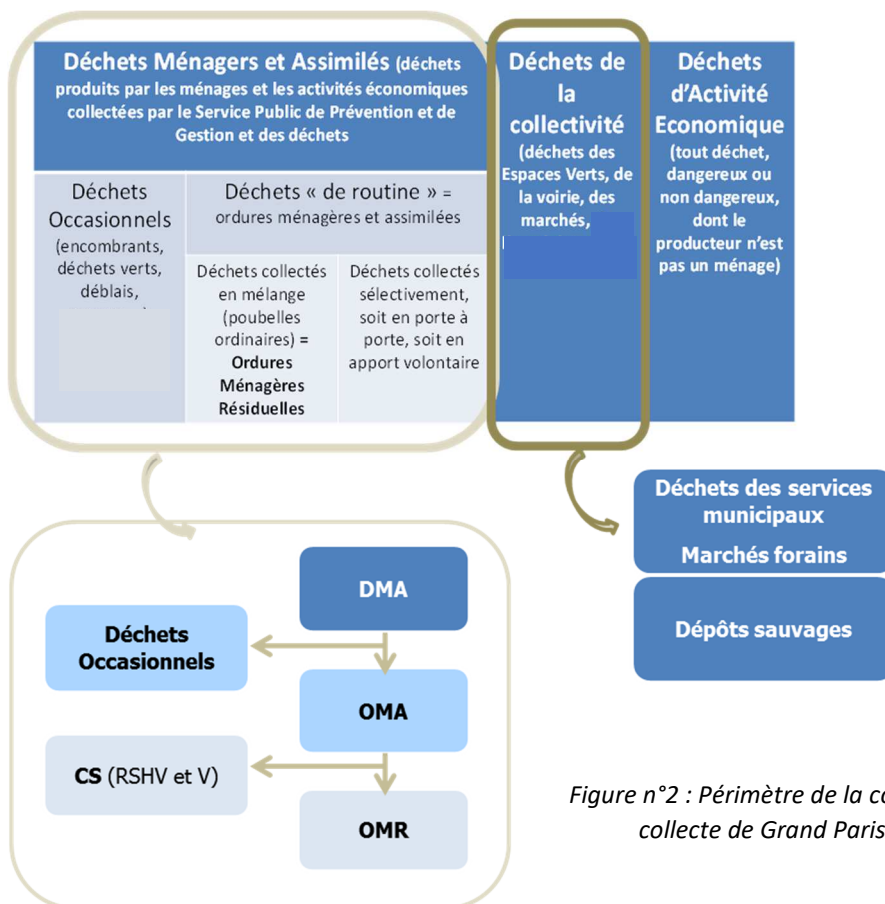 Déchets Ménagers et Assimilés (déchets
produits par les ménages et les activités économiques
collectées par le Service Public de Prévention et de
Gestion et des déchets
Déchets de
la
collectivité
(déchets des
Espaces Verts, de
la voirie, des
marchés,
Déchets
d’Activité
Economique
(tout déchet,
dangereux ou
non dangereux,
dont le
producteur n’est
pas un ménage)
Déchets
Occasionnels
(encombrants,
déchets verts,
déblais,
Déchets « de routine » =
ordures ménagères et assimilées
Déchets collectés
en mélange
(poubelles
ordinaires) =
Ordures
Ménagères
Résiduelles
Déchets collectés
sélectivement,
soit en porte à
porte, soit en
apport volontaire
Déchets des services
municipaux
Marchés forains
Dépôts sauvages
DMA
Déchets
Occasionnels
OMA
CS (RSHV et V)
OMR
Figure n°2 : Périmètre de la
collecte de Grand Paris